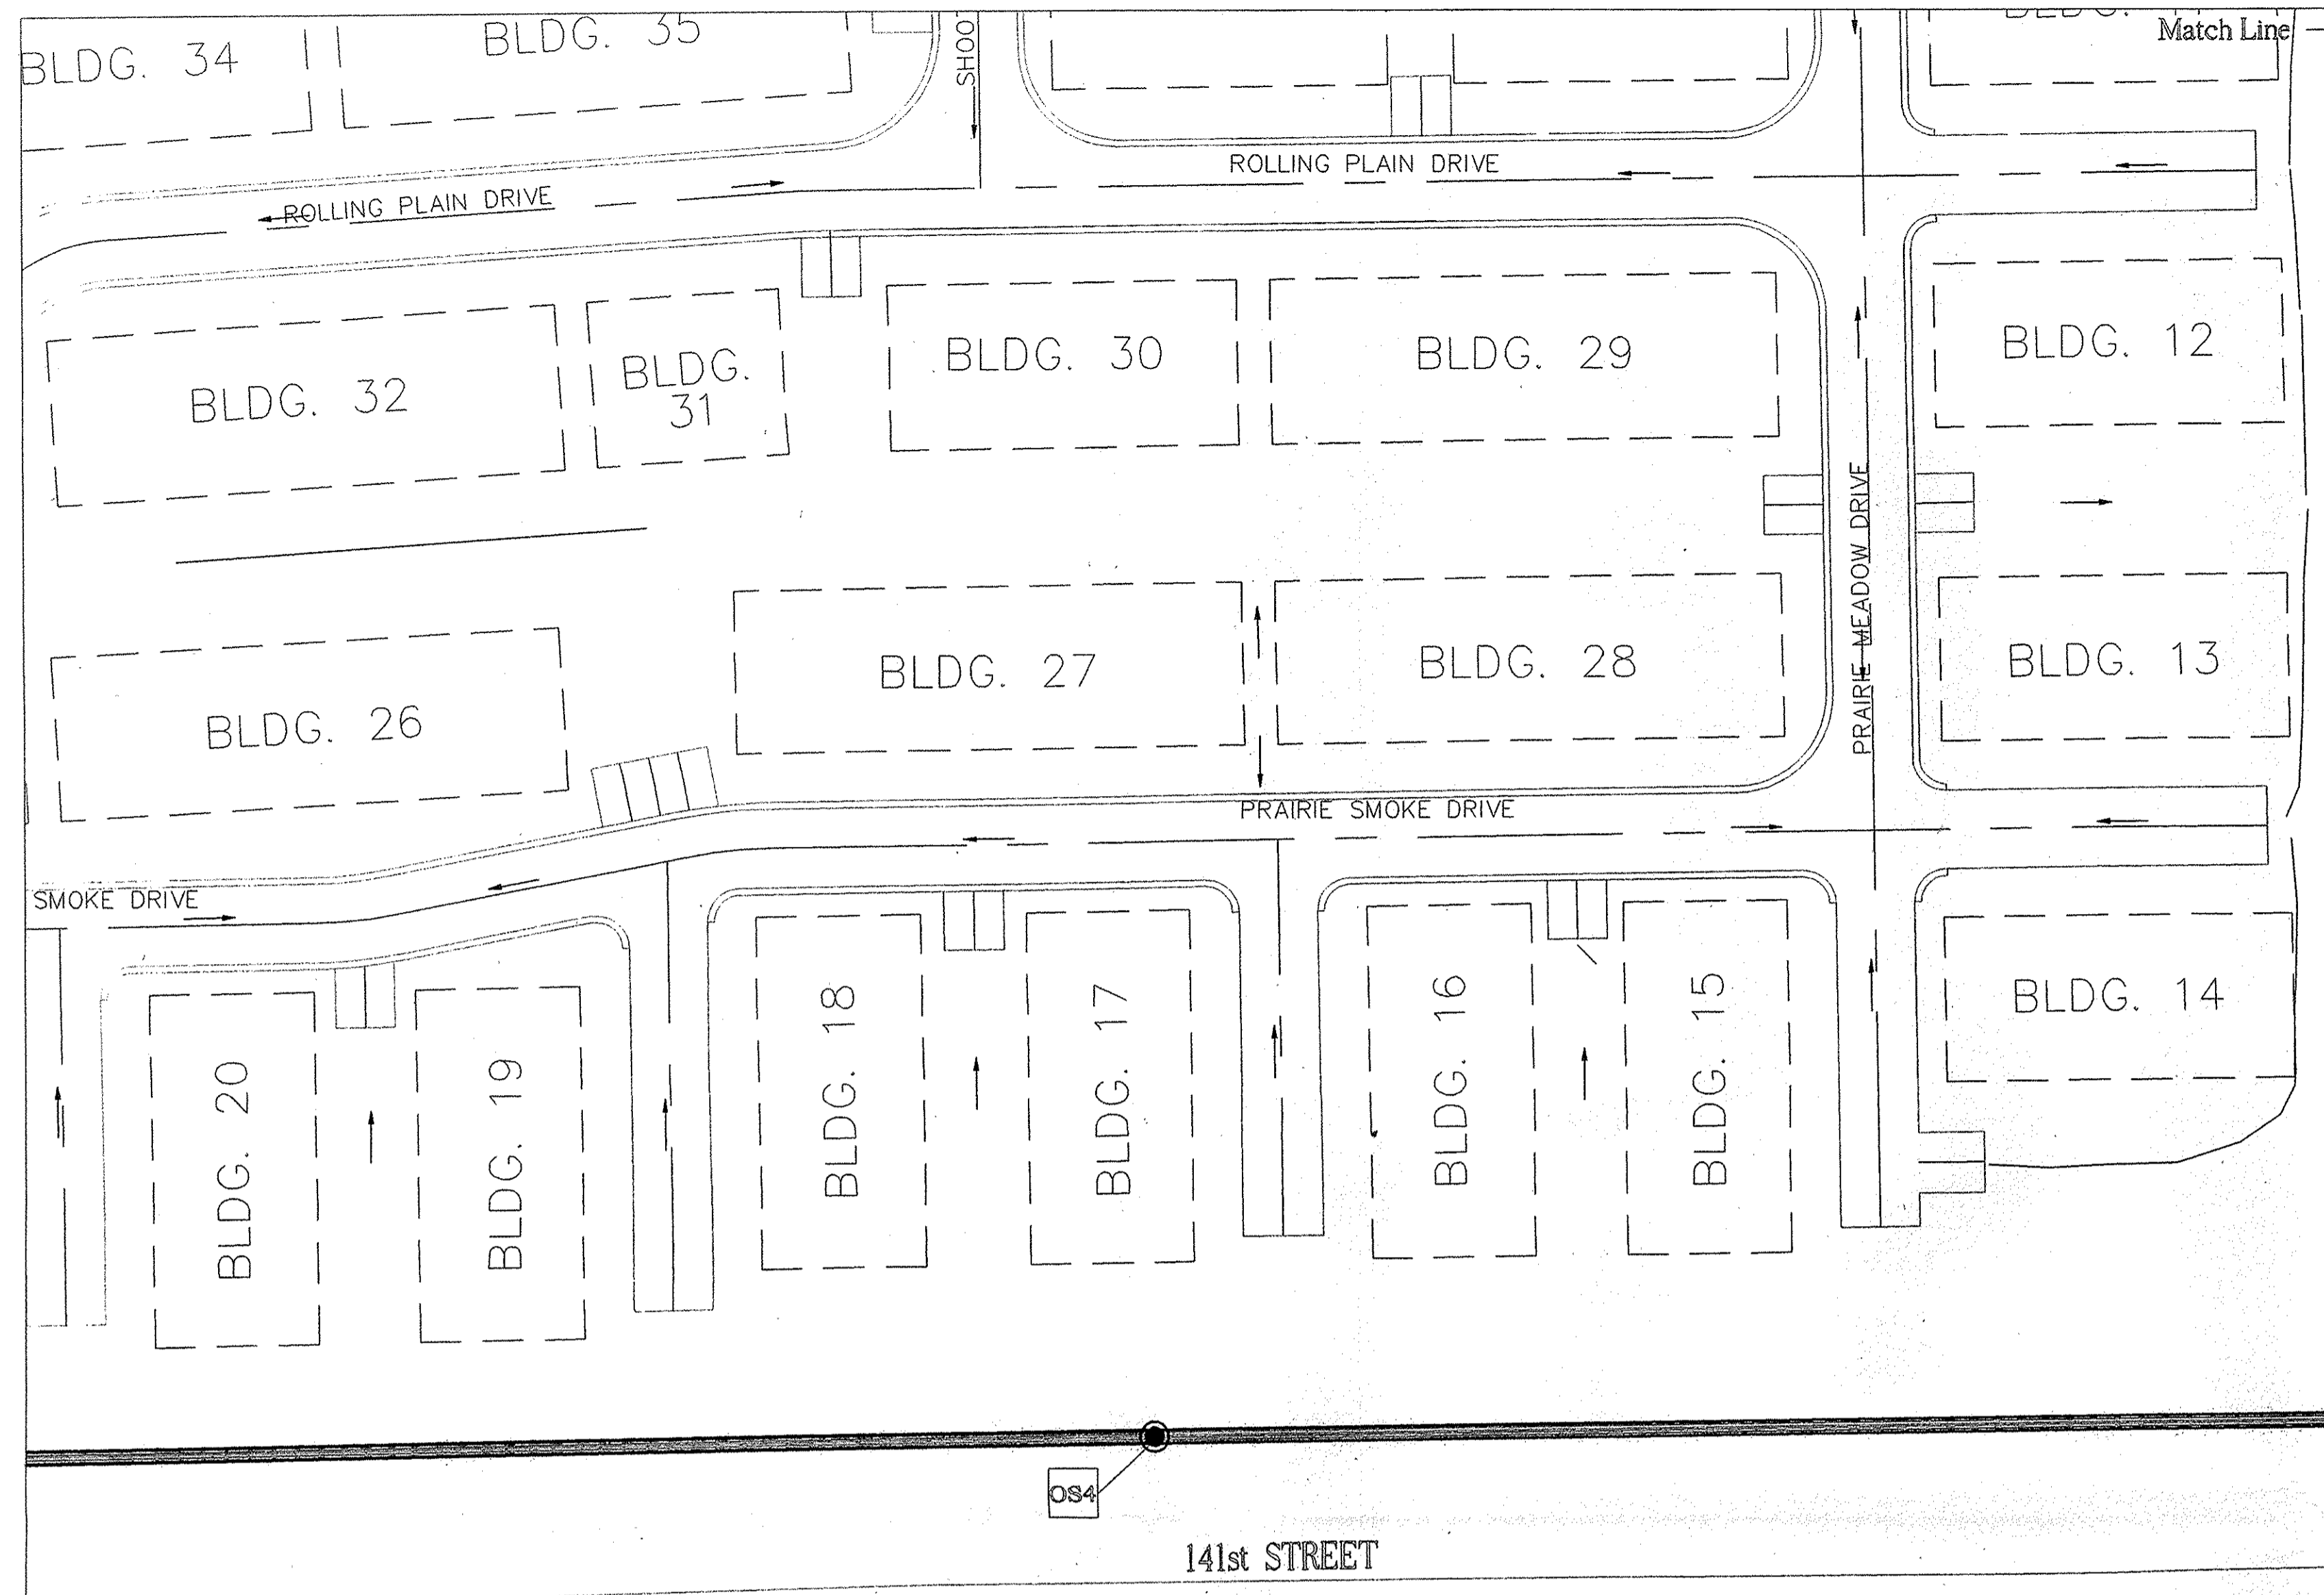 BLDG. 34
BLDG. 35
SHOO
Match Line
ROLLING PLAIN DRIVE
ROLLING PLAIN DRIVE
BLDG. 32
BLDG.
31
BLDG. 30
BLDG. 29
BLDG. 12
PRAIRIE MEADOW DRIVE
BLDG. 26
BLDG. 27
BLDG. 28
BLDG. 13
PRAIRIE SMOKE DRIVE
SMOKE DRIVE
BLDG. 20
BLDG. 19
BLDG. 18
BLDG. 17
BLDG. 16
BLDG. 15
BLDG. 14
OS4
141st STREET